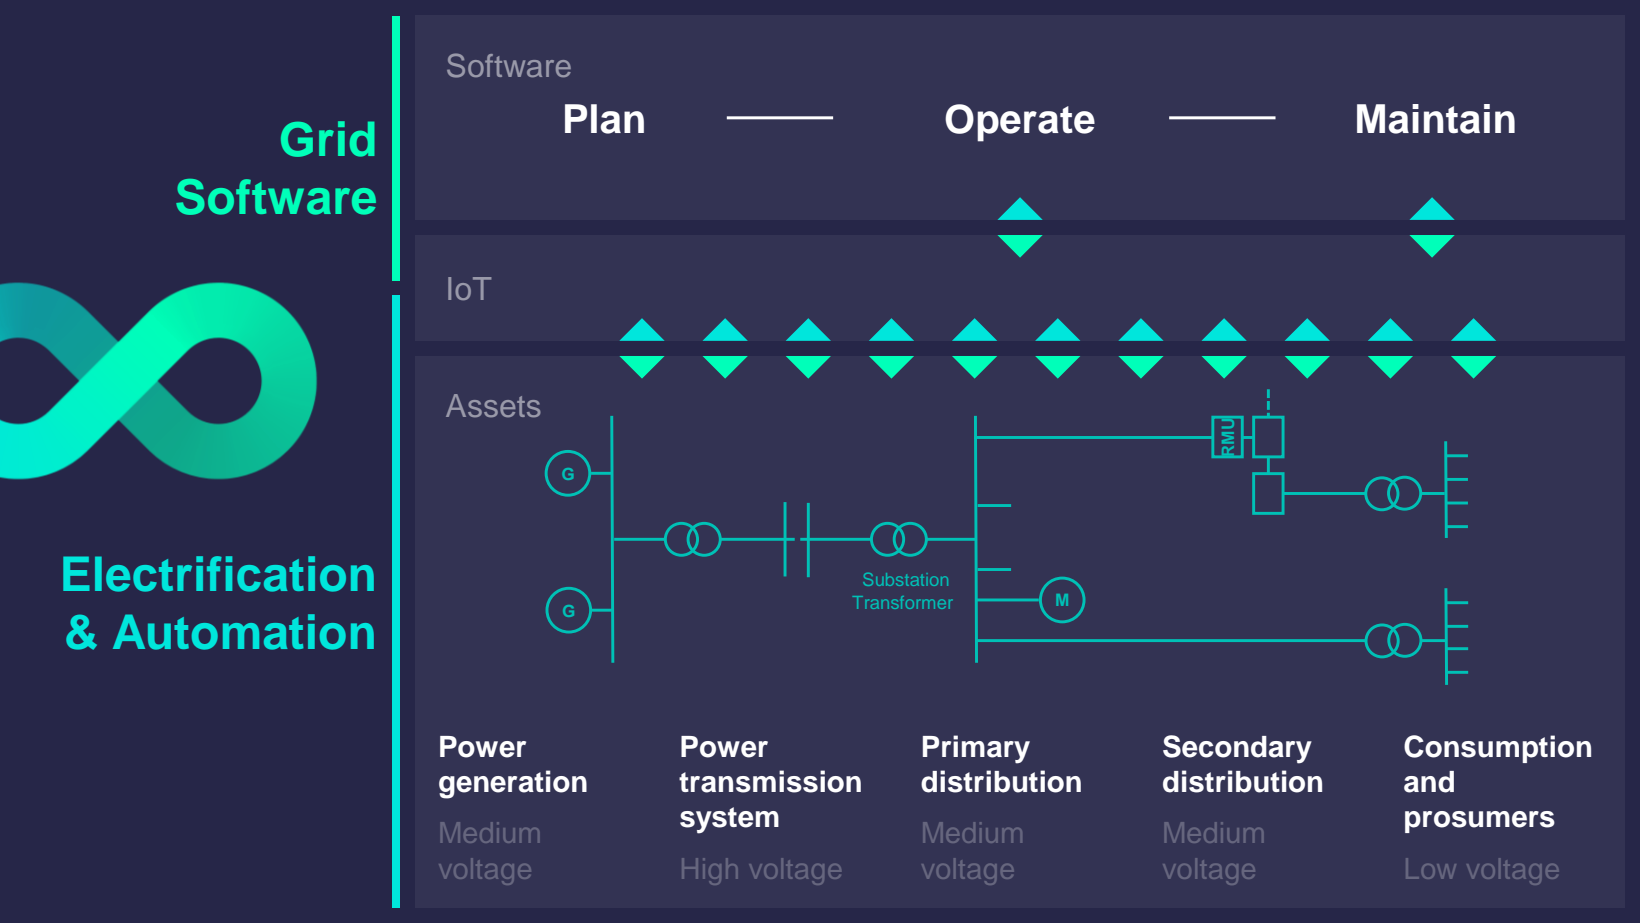 Grid
Software
Electrification
& Automation
Software
Plan
Operate
Maintain
IoT
Assets
G
G
Substation
Transformer
M
RMU
Power
generation
Medium
voltage
Power
transmission
system
High voltage
Primary
distribution
Medium
voltage
Secondary
distribution
Medium
voltage
Consumption
and
prosumers
Low voltage